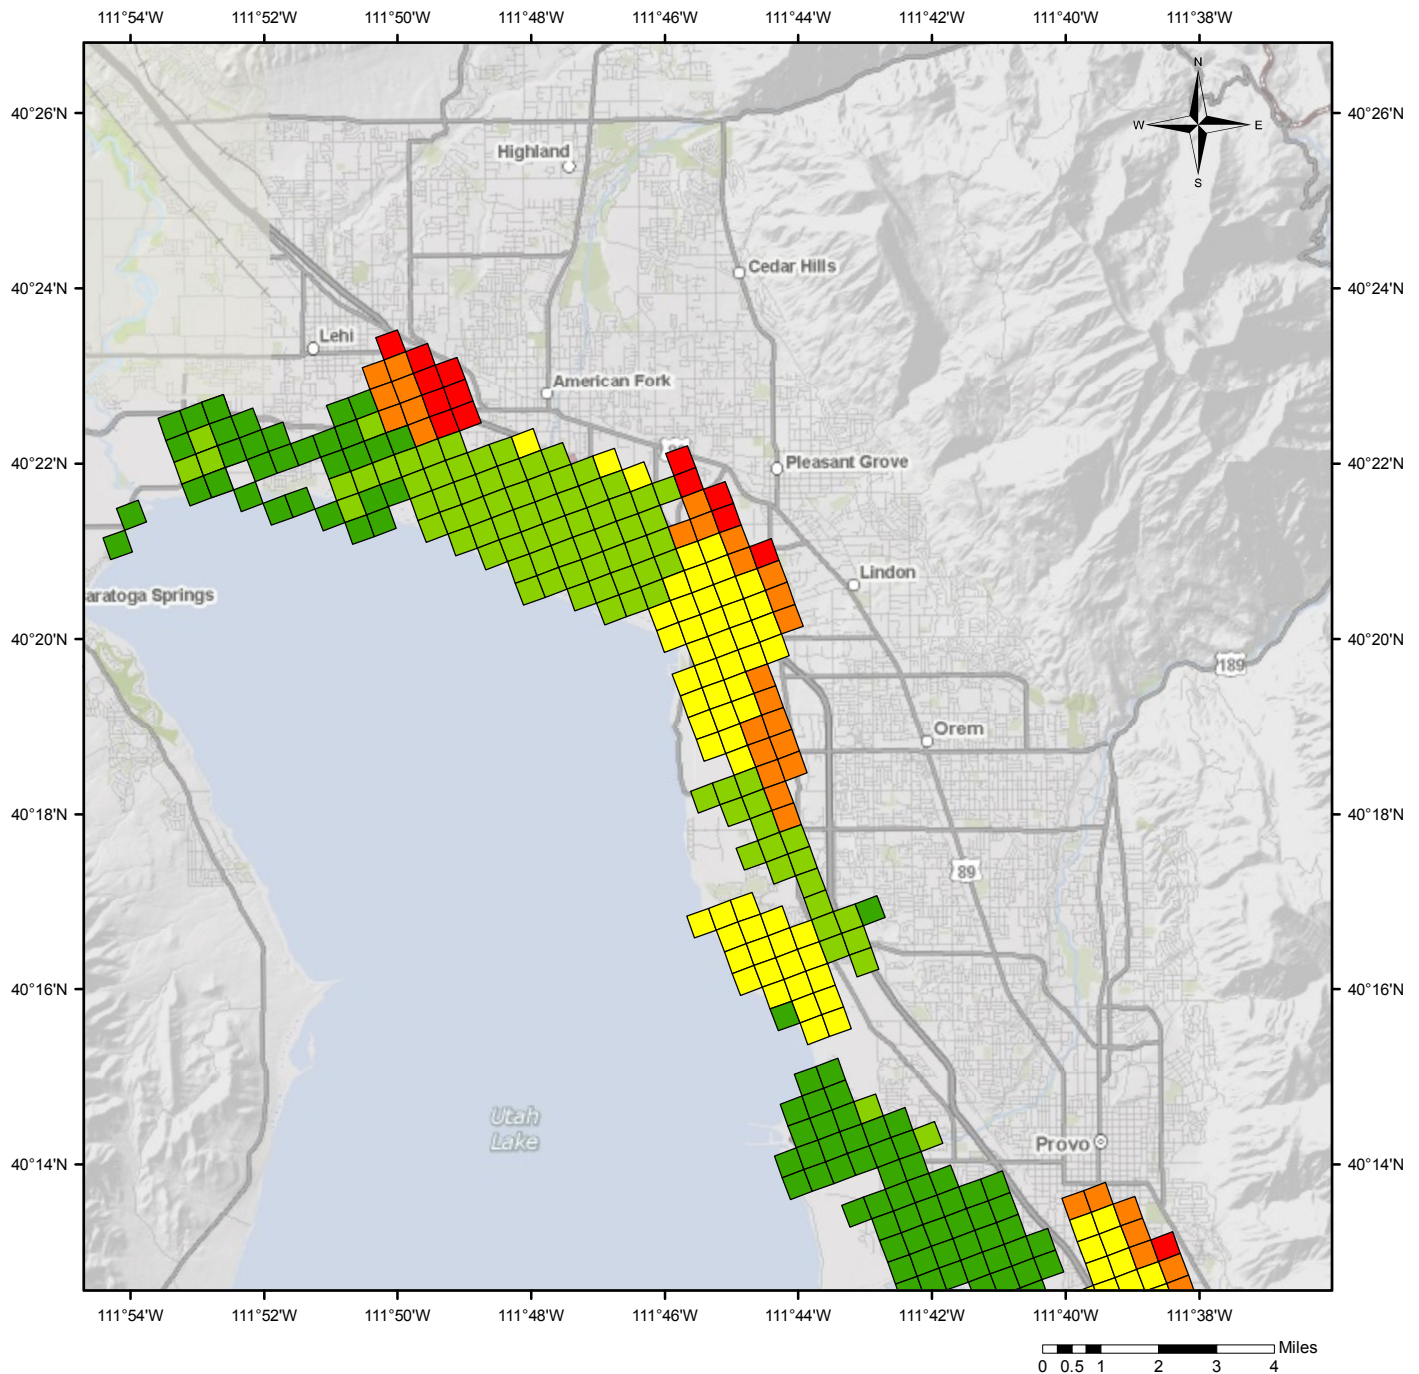 111°54'W 111°52'W 111°50'W 111°48'W 111°46'W 111°44'W 111°42'W 111°40'W 111°38'W
N
W E
S
40°26'N 40°26'N
Highland
Cedar Hills
40°24'N 40°24'N
Lehi
American Fork
Pleasant Grove
40°22'N 40°22'N
Lindon
aratoga Springs
40°20'N 40°20'N
189
Orem
40°18'N 40°18'N
89
40°16'N 40°16'N
Utah
Lake
Provo
40°14'N 40°14'N
111°54'W 111°52'W 111°50'W 111°48'W 111°46'W 111°44'W 111°42'W 111°40'W 111°38'W
Miles
0 0.5 1 2 3 4